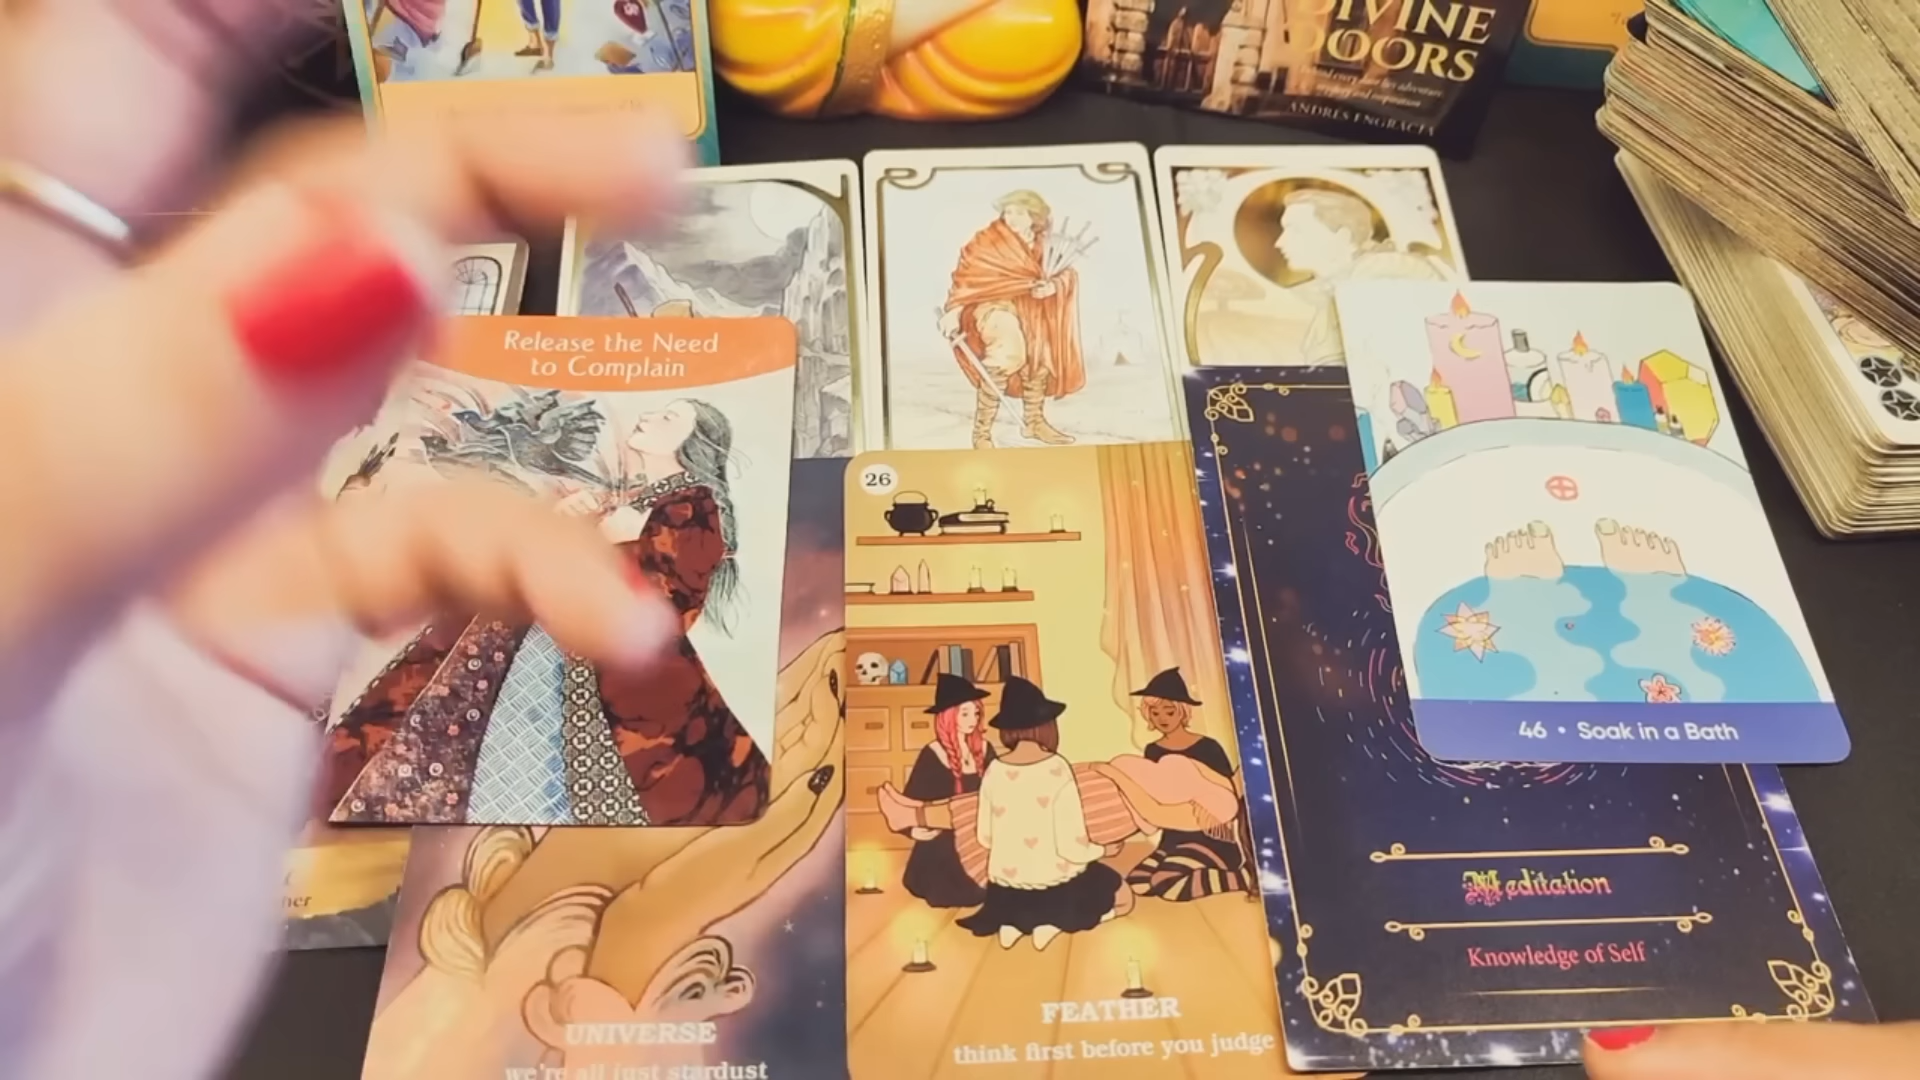 DIVINE
DOORS
ANDRES ENGRACIA
Release the Need
to Complain
26
46 • Soak in a Bath
Meditation
Knowledge of Self
her
UNIVERSE
we're all just stardust
FEATHER
think first before you judge